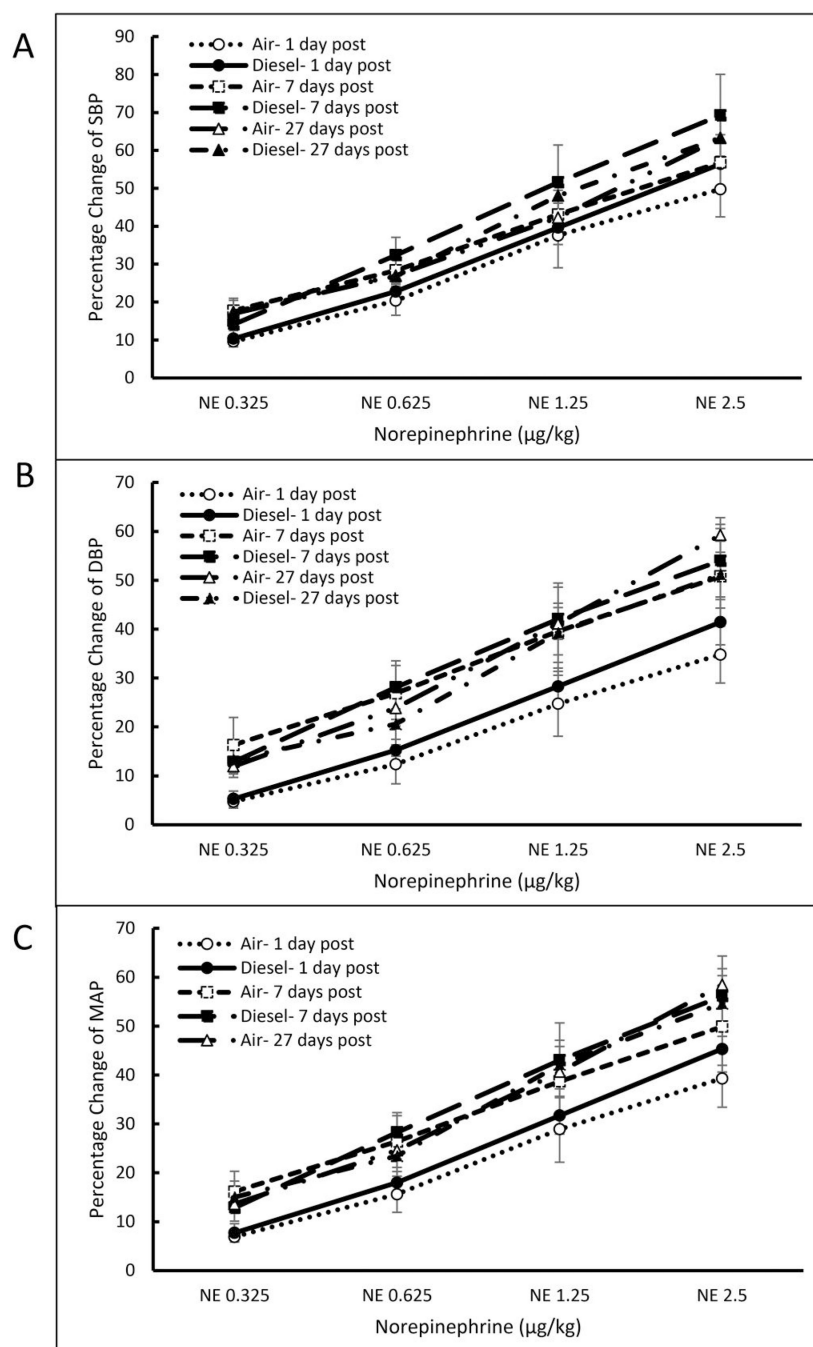 A
Percentage Change of SBP
90
80
70
60
50
40
30
20
10
0
Air- 1 day post
Diesel- 1 day post
Air- 7 days post
Diesel- 7 days post
Air- 27 days post
Diesel- 27 days post
NE 0.325 NE 0.625 NE 1.25 NE 2.5
Norepinephrine (µg/kg)
B
Percentage Change of DBP
70
60
50
40
30
20
10
0
Air- 1 day post
Diesel- 1 day post
Air- 7 days post
Diesel- 7 days post
Air- 27 days post
Diesel- 27 days post
NE 0.325 NE 0.625 NE 1.25 NE 2.5
Norepinephrine (µg/kg)
C
Percentage Change of MAP
70
60
50
40
30
20
10
0
Air- 1 day post
Diesel- 1 day post
Air- 7 days post
Diesel- 7 days post
Air- 27 days post
NE 0.325 NE 0.625 NE 1.25 NE 2.5
Norepinephrine (µg/kg)